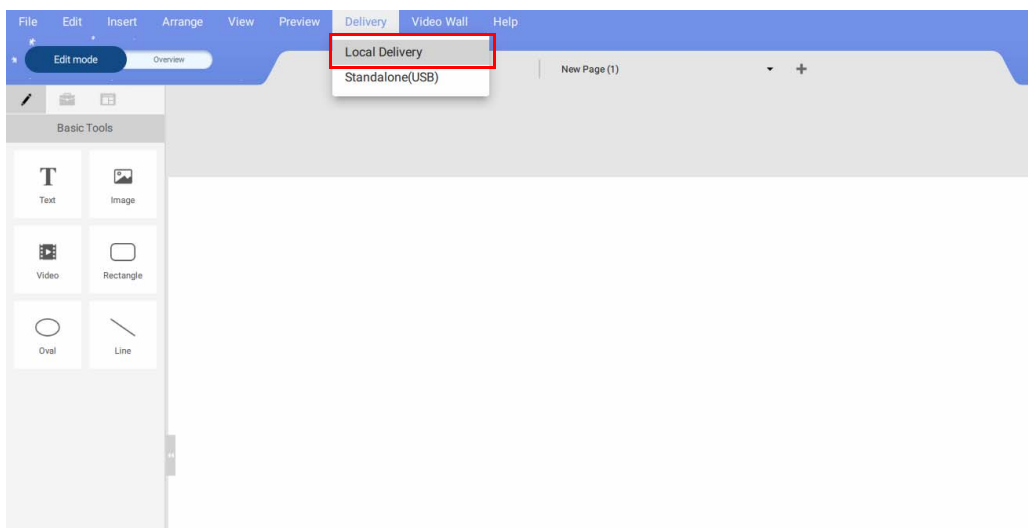 File Edit Insert Arrange View Preview Delivery Video Wall Help
Edit mode Overview
Local Delivery
Standalone(USB)
New Page (1)
Basic Tools
Text Image
Video Rectangle
Oval Line